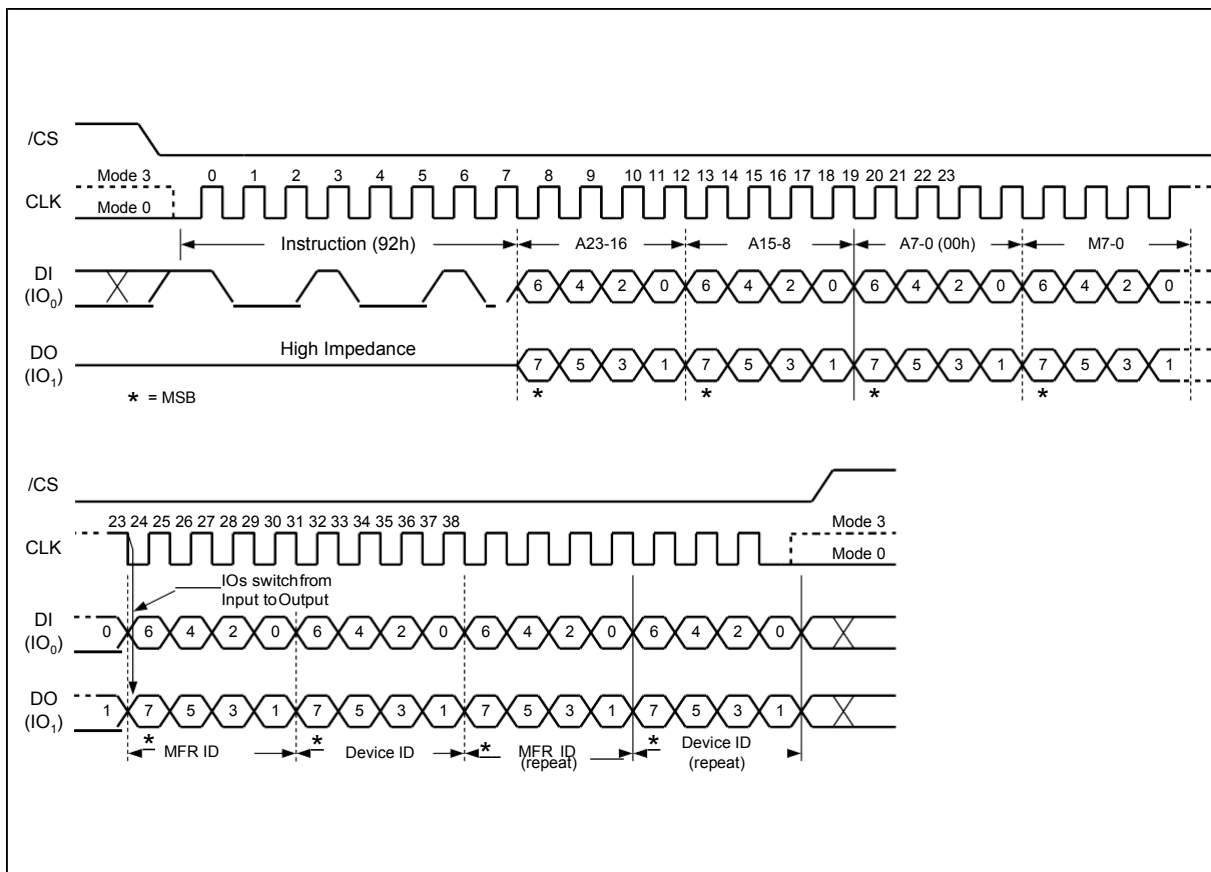 /CS
Mode 3
0 1 2 3 4 5 6 7 8 9 10 11 12 13 14 15 16 17 18 19 20 21 22 23
CLK
Mode 0
Instruction (92h)
A23-16
A15-8
A7-0 (00h)
M7-0
DI
(IO0)
6 4 2 0 6 4 2 0 6 4 2 0 6 4 2 0
High Impedance
DO
(IO1)
7 5 3 1 7 5 3 1 7 5 3 1 7 5 3 1
* * * *
* = MSB
/CS
23 24 25 26 27 28 29 30 31 32 33 34 35 36 37 38
Mode 3
CLK
Mode 0
IOs switch from
Input to Output
DI
(IO0)
0 6 4 2 0 6 4 2 0 6 4 2 0 6 4 2 0
DO
(IO1)
1 7 5 3 1 7 5 3 1 7 5 3 1 7 5 3 1
* * * *
MFR ID
Device ID
MFR ID
(repeat)
Device ID
(repeat)